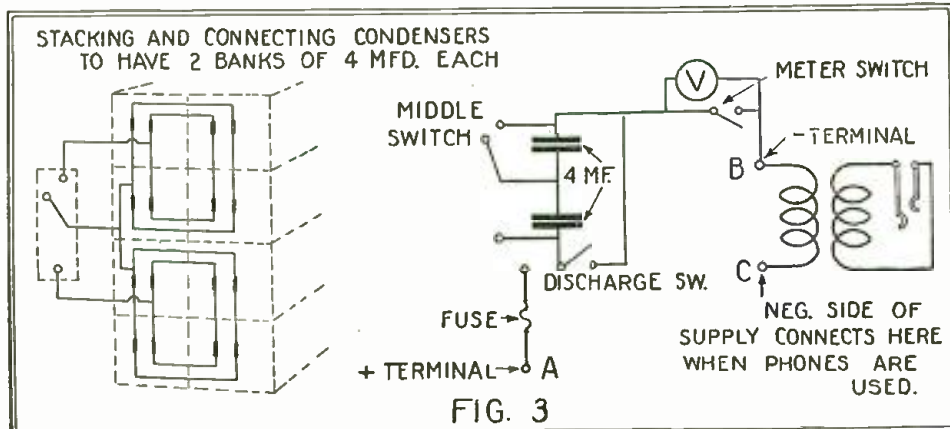 STACKING AND CONNECTING CONDENSERS
TO HAVE 2 BANKS OF 4 MFD. EACH
MIDDLE
SWITCH
4 MF.
V
METER SWITCH
- TERMINAL
B
C
DISCHARGE SW.
FUSE
+ TERMINAL
A
NEG. SIDE OF
SUPPLY CONNECTS HERE
WHEN PHONES ARE
USED.
FIG. 3